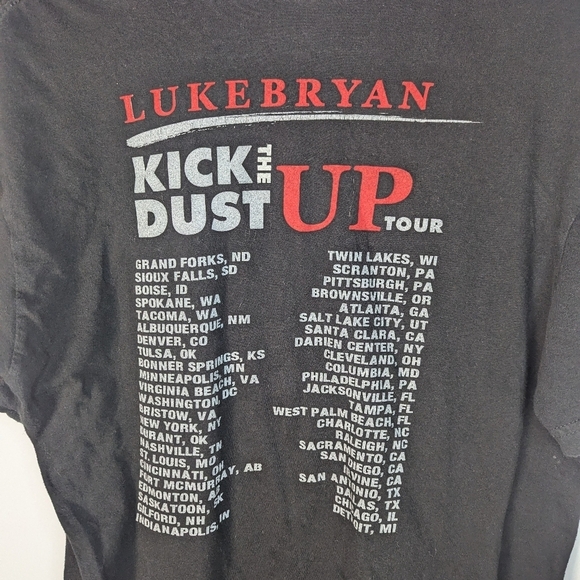 LUKEBRYAN
KICK THE
DUST UP TOUR
GRAND FORKS, ND
SIOUX FALLS, SD
BOISE, ID
SPOKANE, WA
TACOMA, WA
ALBUQUERQUE, NM
DENVER, CO
TULSA, OK
BONNER SPRINGS, KS
MINNEAPOLIS, MN
VIRGINIA BEACH, VA
WASHINGTON, DC
BRISTOW, VA
NEW YORK, NY
DURANT, OK
NASHVILLE, TN
ST. LOUIS, MO
CINCINNATI, OH
FORT MCMURRAY, AB
EDMONTON, AB
SASKATOON, SK
GILFORD, NH
INDIANAPOLIS, IN
TWIN LAKES, WI
SCRANTON, PA
PITTSBURGH, PA
BROWNSVILLE, OR
ATLANTA, GA
SALT LAKE CITY, UT
SANTA CLARA, CA
DARIEN CENTER, NY
CLEVELAND, OH
COLUMBIA, MD
PHILADELPHIA, PA
JACKSONVILLE, FL
TAMPA, FL
WEST PALM BEACH, FL
CHARLOTTE, NC
RALEIGH, NC
SACRAMENTO, CA
SAN DIEGO, CA
IRVINE, CA
SAN ANTONIO, TX
DALLAS, TX
CHICAGO, IL
DETROIT, MI